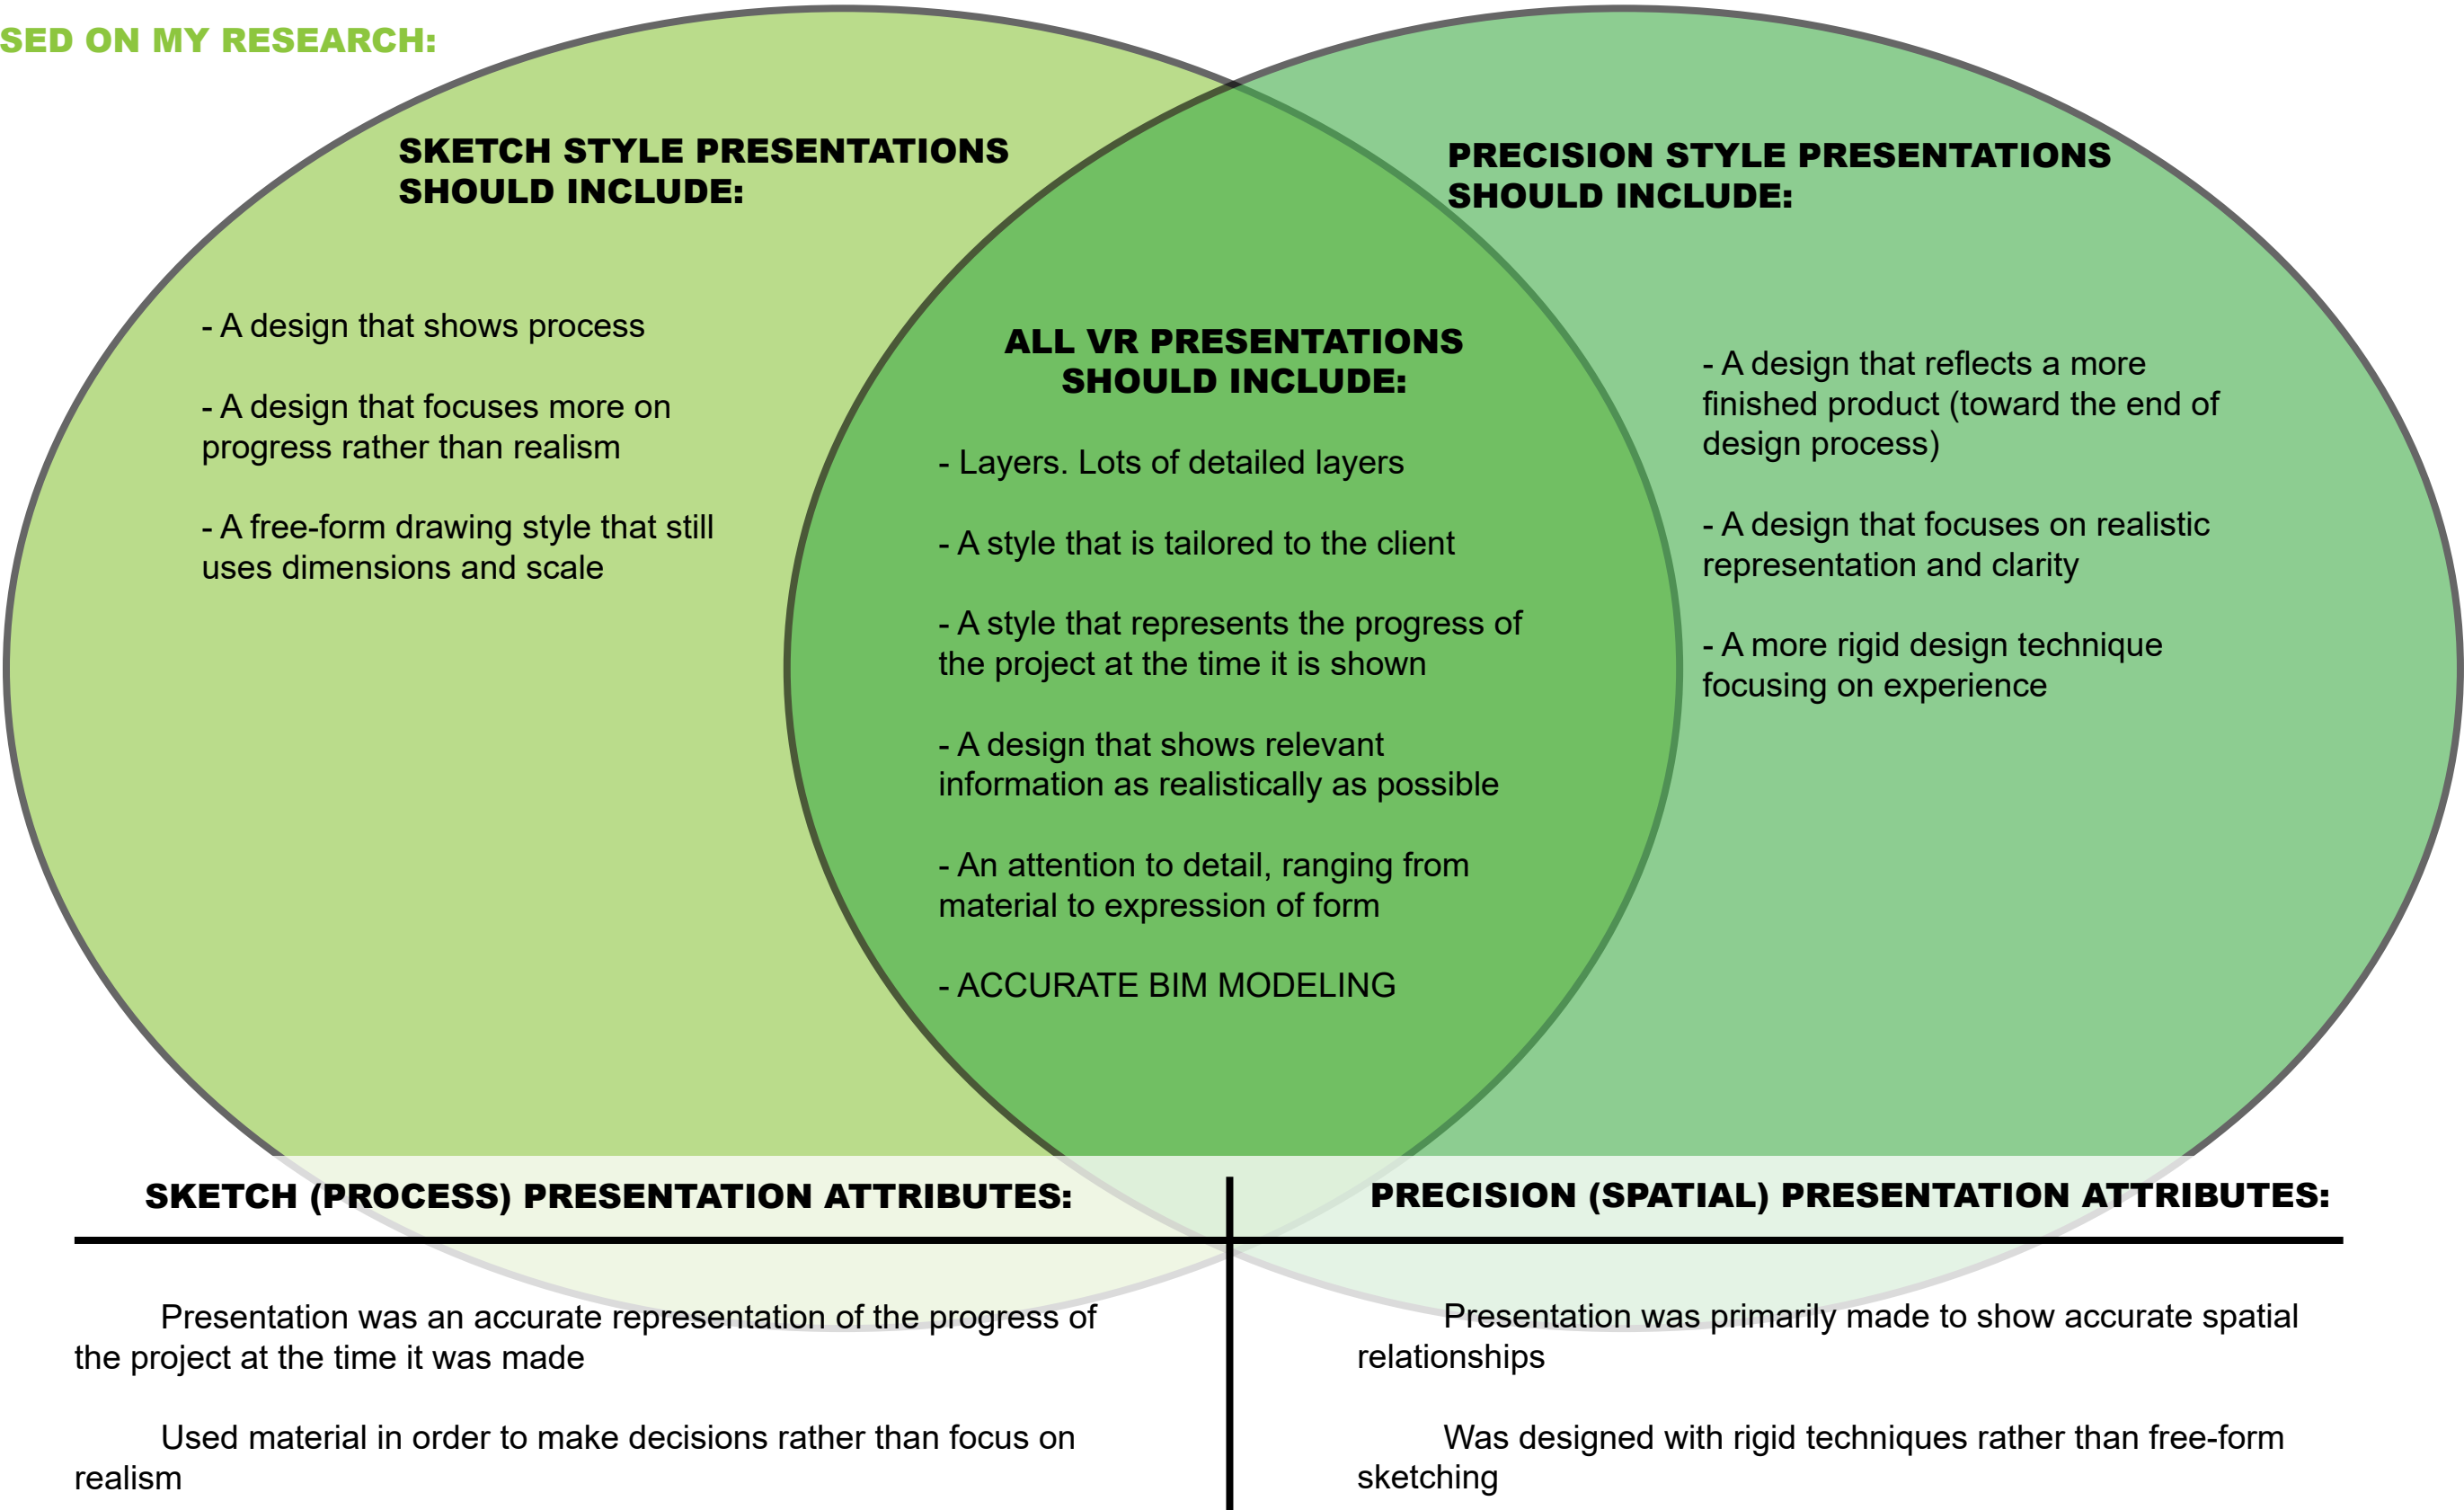 SED ON MY RESEARCH:
SKETCH STYLE PRESENTATIONS
SHOULD INCLUDE:
- A design that shows process
- A design that focuses more on
progress rather than realism
- A free-form drawing style that still
uses dimensions and scale
ALL VR PRESENTATIONS
SHOULD INCLUDE:
- Layers. Lots of detailed layers
- A style that is tailored to the client
- A style that represents the progress of
the project at the time it is shown
- A design that shows relevant
information as realistically as possible
- An attention to detail, ranging from
material to expression of form
- ACCURATE BIM MODELING
PRECISION STYLE PRESENTATIONS
SHOULD INCLUDE:
- A design that reflects a more
finished product (toward the end of
design process)
- A design that focuses on realistic
representation and clarity
- A more rigid design technique
focusing on experience
SKETCH (PROCESS) PRESENTATION ATTRIBUTES:
Presentation was an accurate representation of the progress of
the project at the time it was made
Used material in order to make decisions rather than focus on
realism
PRECISION (SPATIAL) PRESENTATION ATTRIBUTES:
Presentation was primarily made to show accurate spatial
relationships
Was designed with rigid techniques rather than free-form
sketching